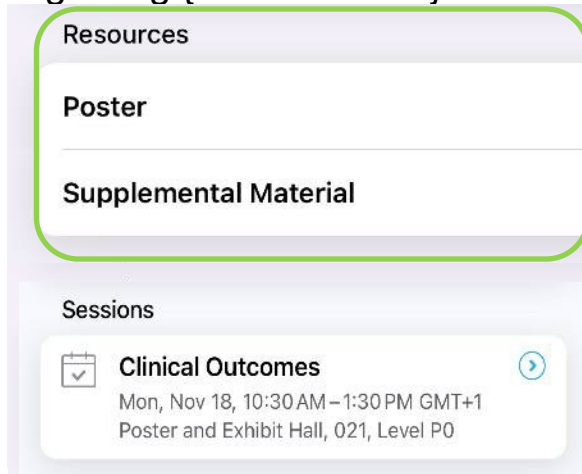 Resources
Poster
Supplemental Material
Sessions
Clinical Outcomes
Mon, Nov 18, 10:30 AM – 1:30 PM GMT+1
Poster and Exhibit Hall, 021, Level P0